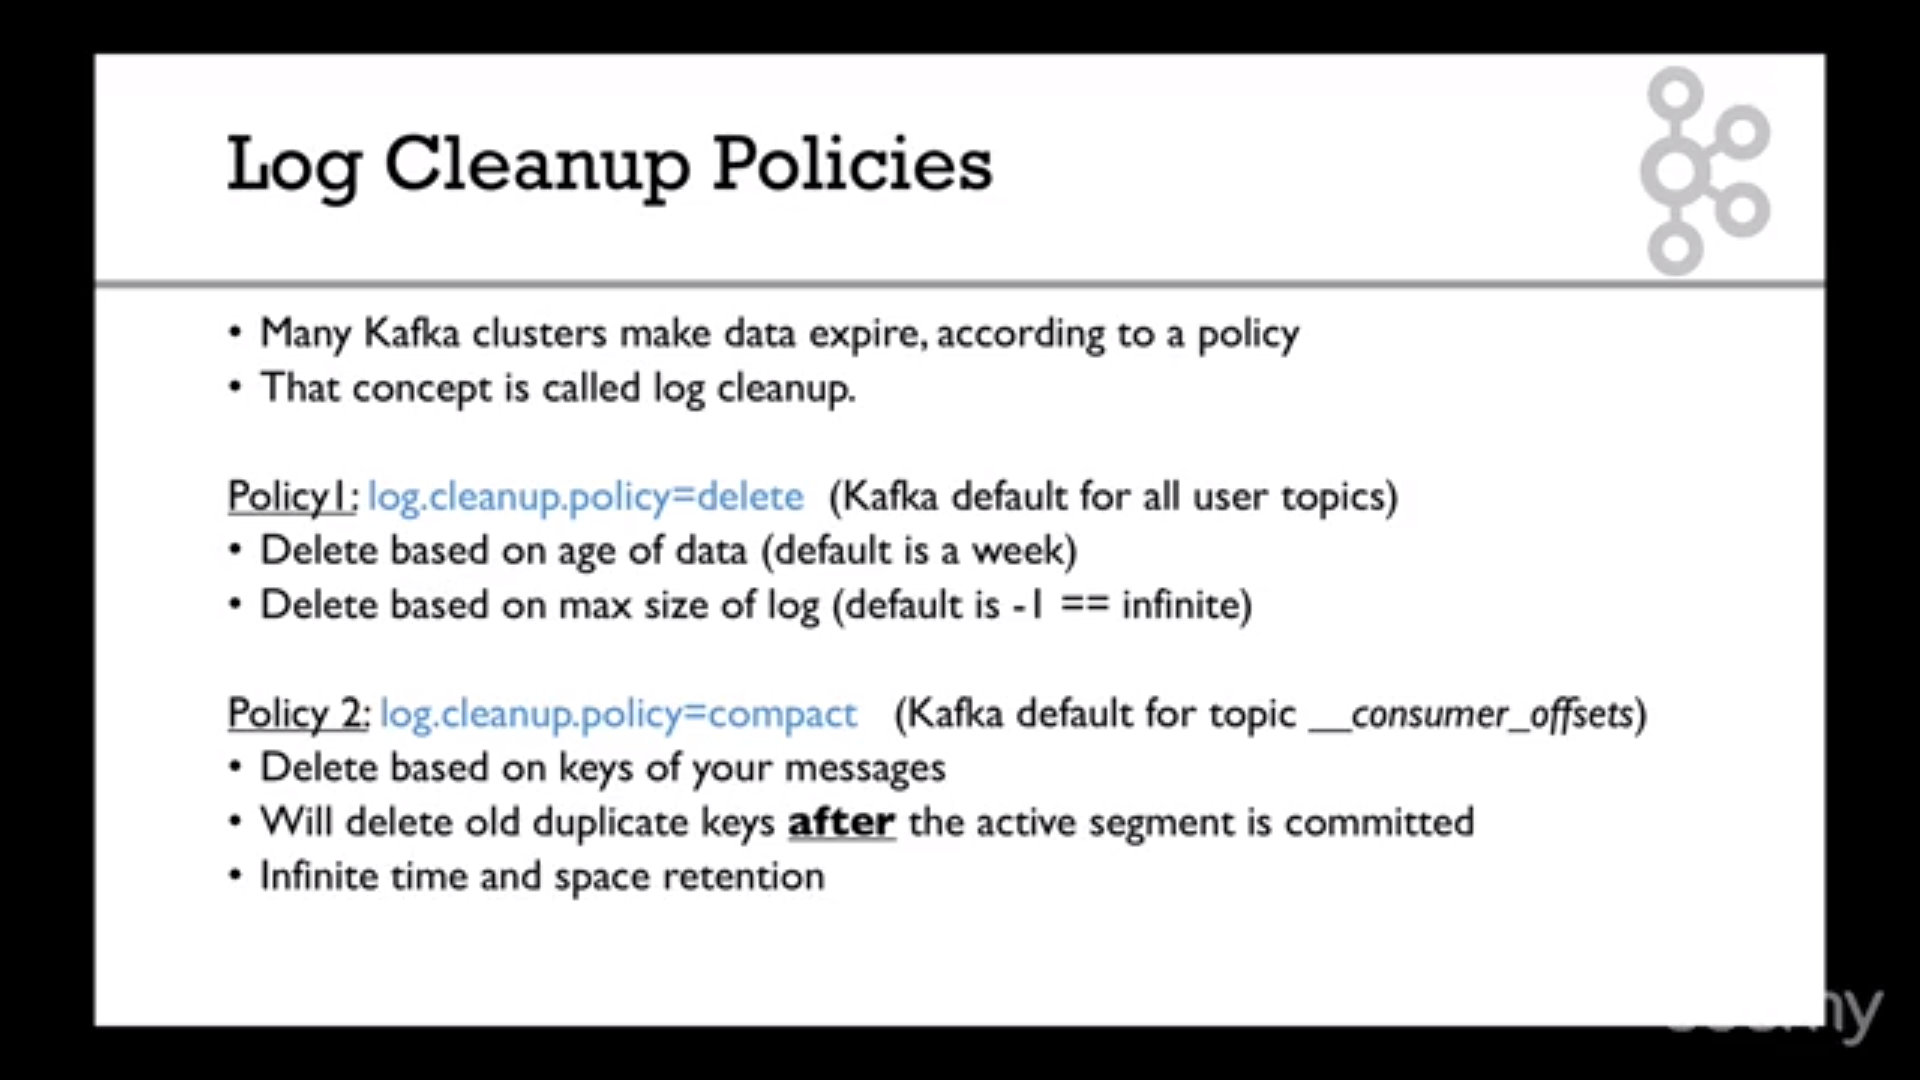 Log Cleanup Policies
• Many Kafka clusters make data expire, according to a policy
• That concept is called log cleanup.
Policy1: log.cleanup.policy=delete (Kafka default for all user topics)
• Delete based on age of data (default is a week)
• Delete based on max size of log (default is -1 == infinite)
Policy 2: log.cleanup.policy=compact (Kafka default for topic __consumer_offsets)
• Delete based on keys of your messages
• Will delete old duplicate keys after the active segment is committed
• Infinite time and space retention